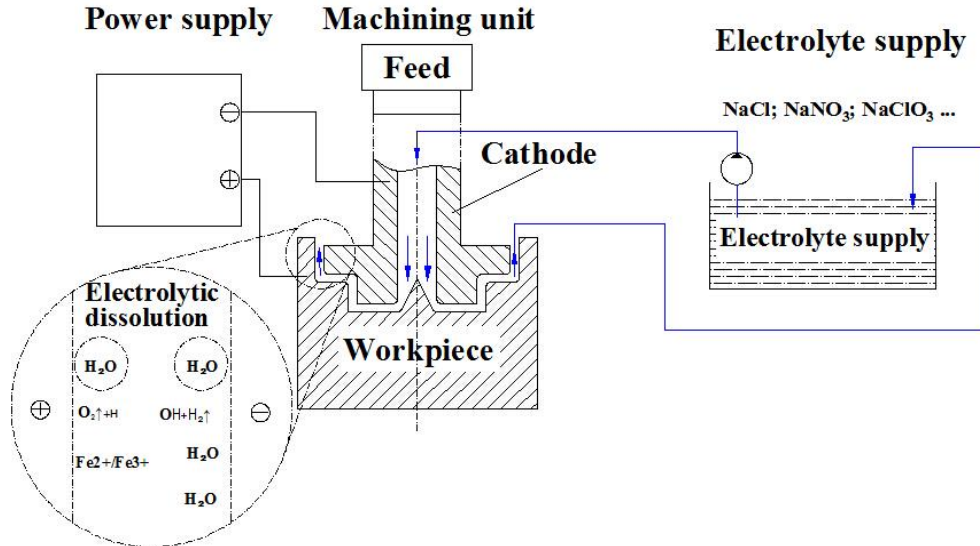 Power supply
Machining unit
Electrolyte supply
Feed
NaCl; NaNO₃; NaClO₃ ...
Cathode
⊖
⊕
Electrolyte supply
Electrolytic
dissolution
Workpiece
H₂O H₂O
⊕ O₂↑+H OH+H₂↑ ⊖
Fe2+/Fe3+ H₂O
H₂O